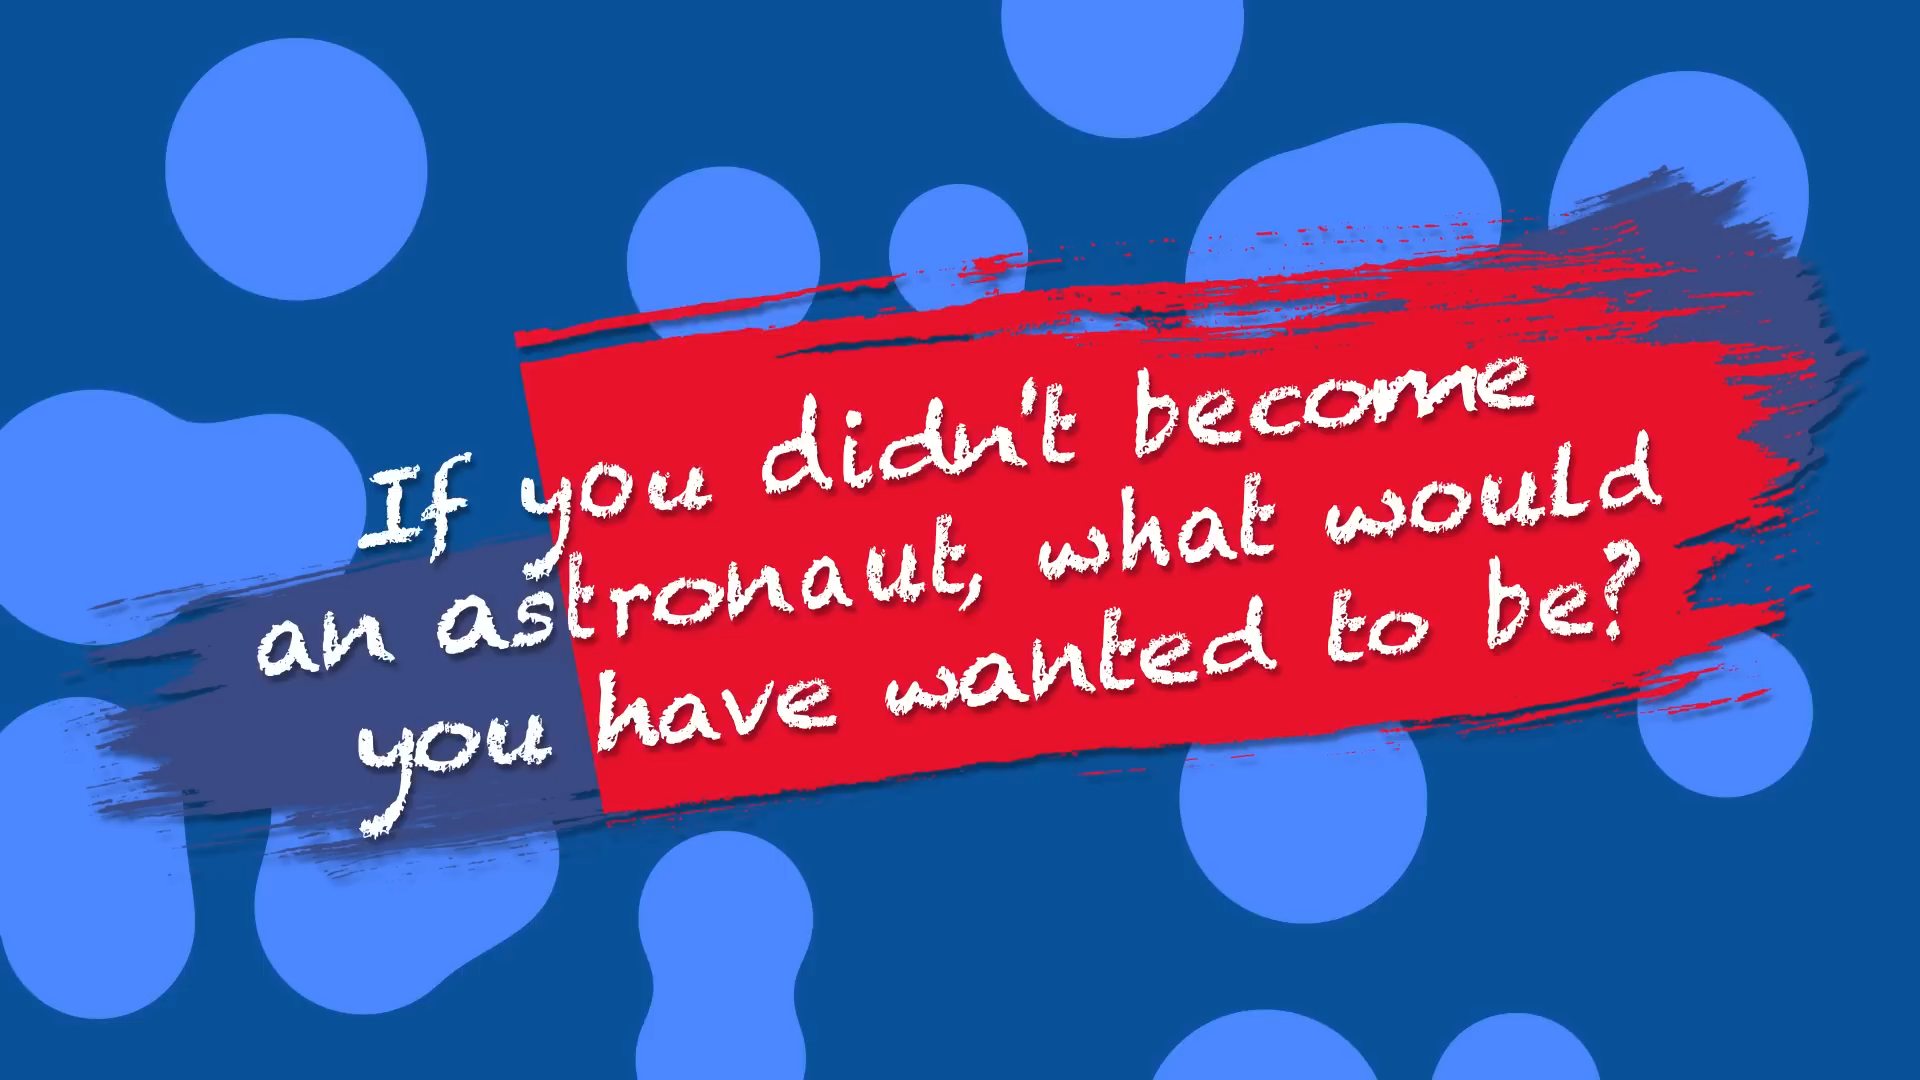 If you didn't become
an astronaut, what would
you have wanted to be?